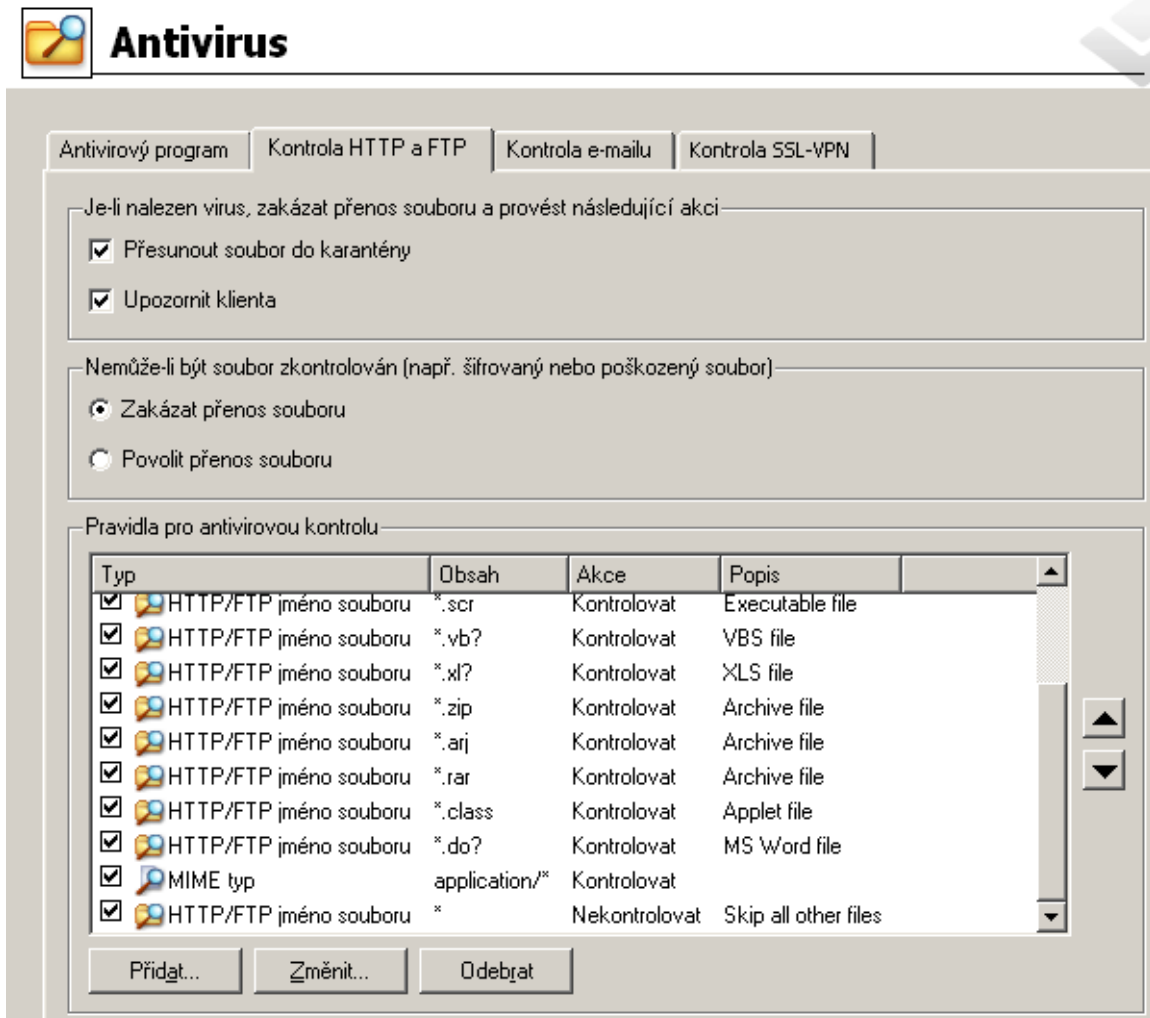 Antivirus
Antivirový program Kontrola HTTP a FTP Kontrola e-mailu Kontrola SSL-VPN
Je-li nalezen virus, zakázat přenos souboru a provést následující akci
Přesunout soubor do karantény
Upozornit klienta
Nemůže-li být soubor zkontrolován (např. šifrovaný nebo poškozený soubor)
Zakázat přenos souboru
Povolit přenos souboru
Pravidla pro antivirovou kontrolu
Typ Obsah Akce Popis
HTTP/FTP jméno souboru *.scr Kontrolovat Executable file
HTTP/FTP jméno souboru *.vb? Kontrolovat VBS file
HTTP/FTP jméno souboru *.xl? Kontrolovat XLS file
HTTP/FTP jméno souboru *.zip Kontrolovat Archive file
HTTP/FTP jméno souboru *.arj Kontrolovat Archive file
HTTP/FTP jméno souboru *.rar Kontrolovat Archive file
HTTP/FTP jméno souboru *.class Kontrolovat Applet file
HTTP/FTP jméno souboru *.do? Kontrolovat MS Word file
MIME typ application/* Kontrolovat
HTTP/FTP jméno souboru * Nekontrolovat Skip all other files
Přidat... Změnit... Odebrat